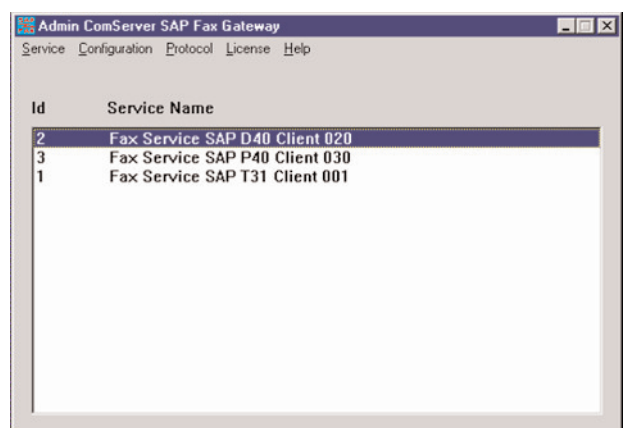 Admin ComServer SAP Fax Gateway
Service Configuration Protocol License Help
Id Service Name
2 Fax Service SAP D40 Client 020
3 Fax Service SAP P40 Client 030
1 Fax Service SAP T31 Client 001